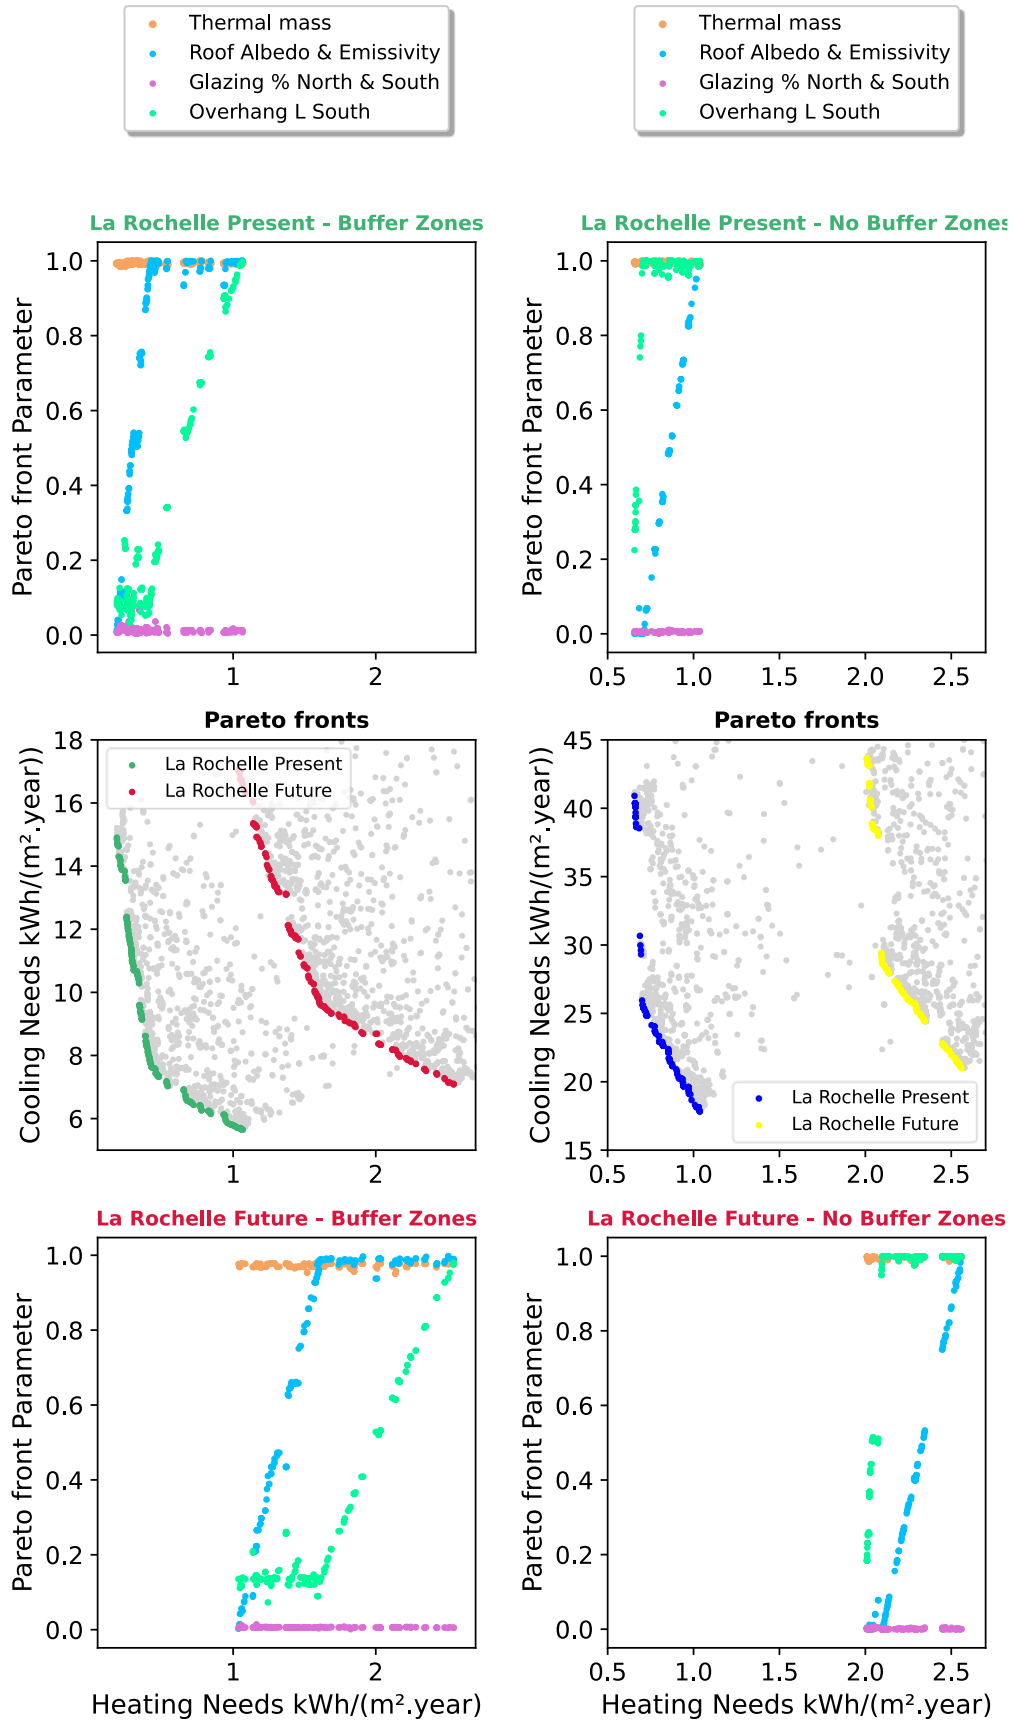 Thermal mass
Roof Albedo & Emissivity
Glazing % North & South
Overhang L South
Thermal mass
Roof Albedo & Emissivity
Glazing % North & South
Overhang L South
La Rochelle Present - Buffer Zones
1.0
0.8
0.6
0.4
0.2
0.0
Pareto front Parameter
1
2
La Rochelle Present - No Buffer Zones
1.0
0.8
0.6
0.4
0.2
0.0
Pareto front Parameter
0.5
1.0
1.5
2.0
2.5
Pareto fronts
La Rochelle Present
La Rochelle Future
18
16
14
12
10
8
6
Cooling Needs kWh/(m².year))
1
2
Pareto fronts
45
40
35
30
25
20
15
Cooling Needs kWh/(m².year))
La Rochelle Present
La Rochelle Future
0.5
1.0
1.5
2.0
2.5
La Rochelle Future - Buffer Zones
1.0
0.8
0.6
0.4
0.2
0.0
Pareto front Parameter
1
2
Heating Needs kWh/(m².year)
La Rochelle Future - No Buffer Zones
1.0
0.8
0.6
0.4
0.2
0.0
Pareto front Parameter
0.5
1.0
1.5
2.0
2.5
Heating Needs kWh/(m².year)